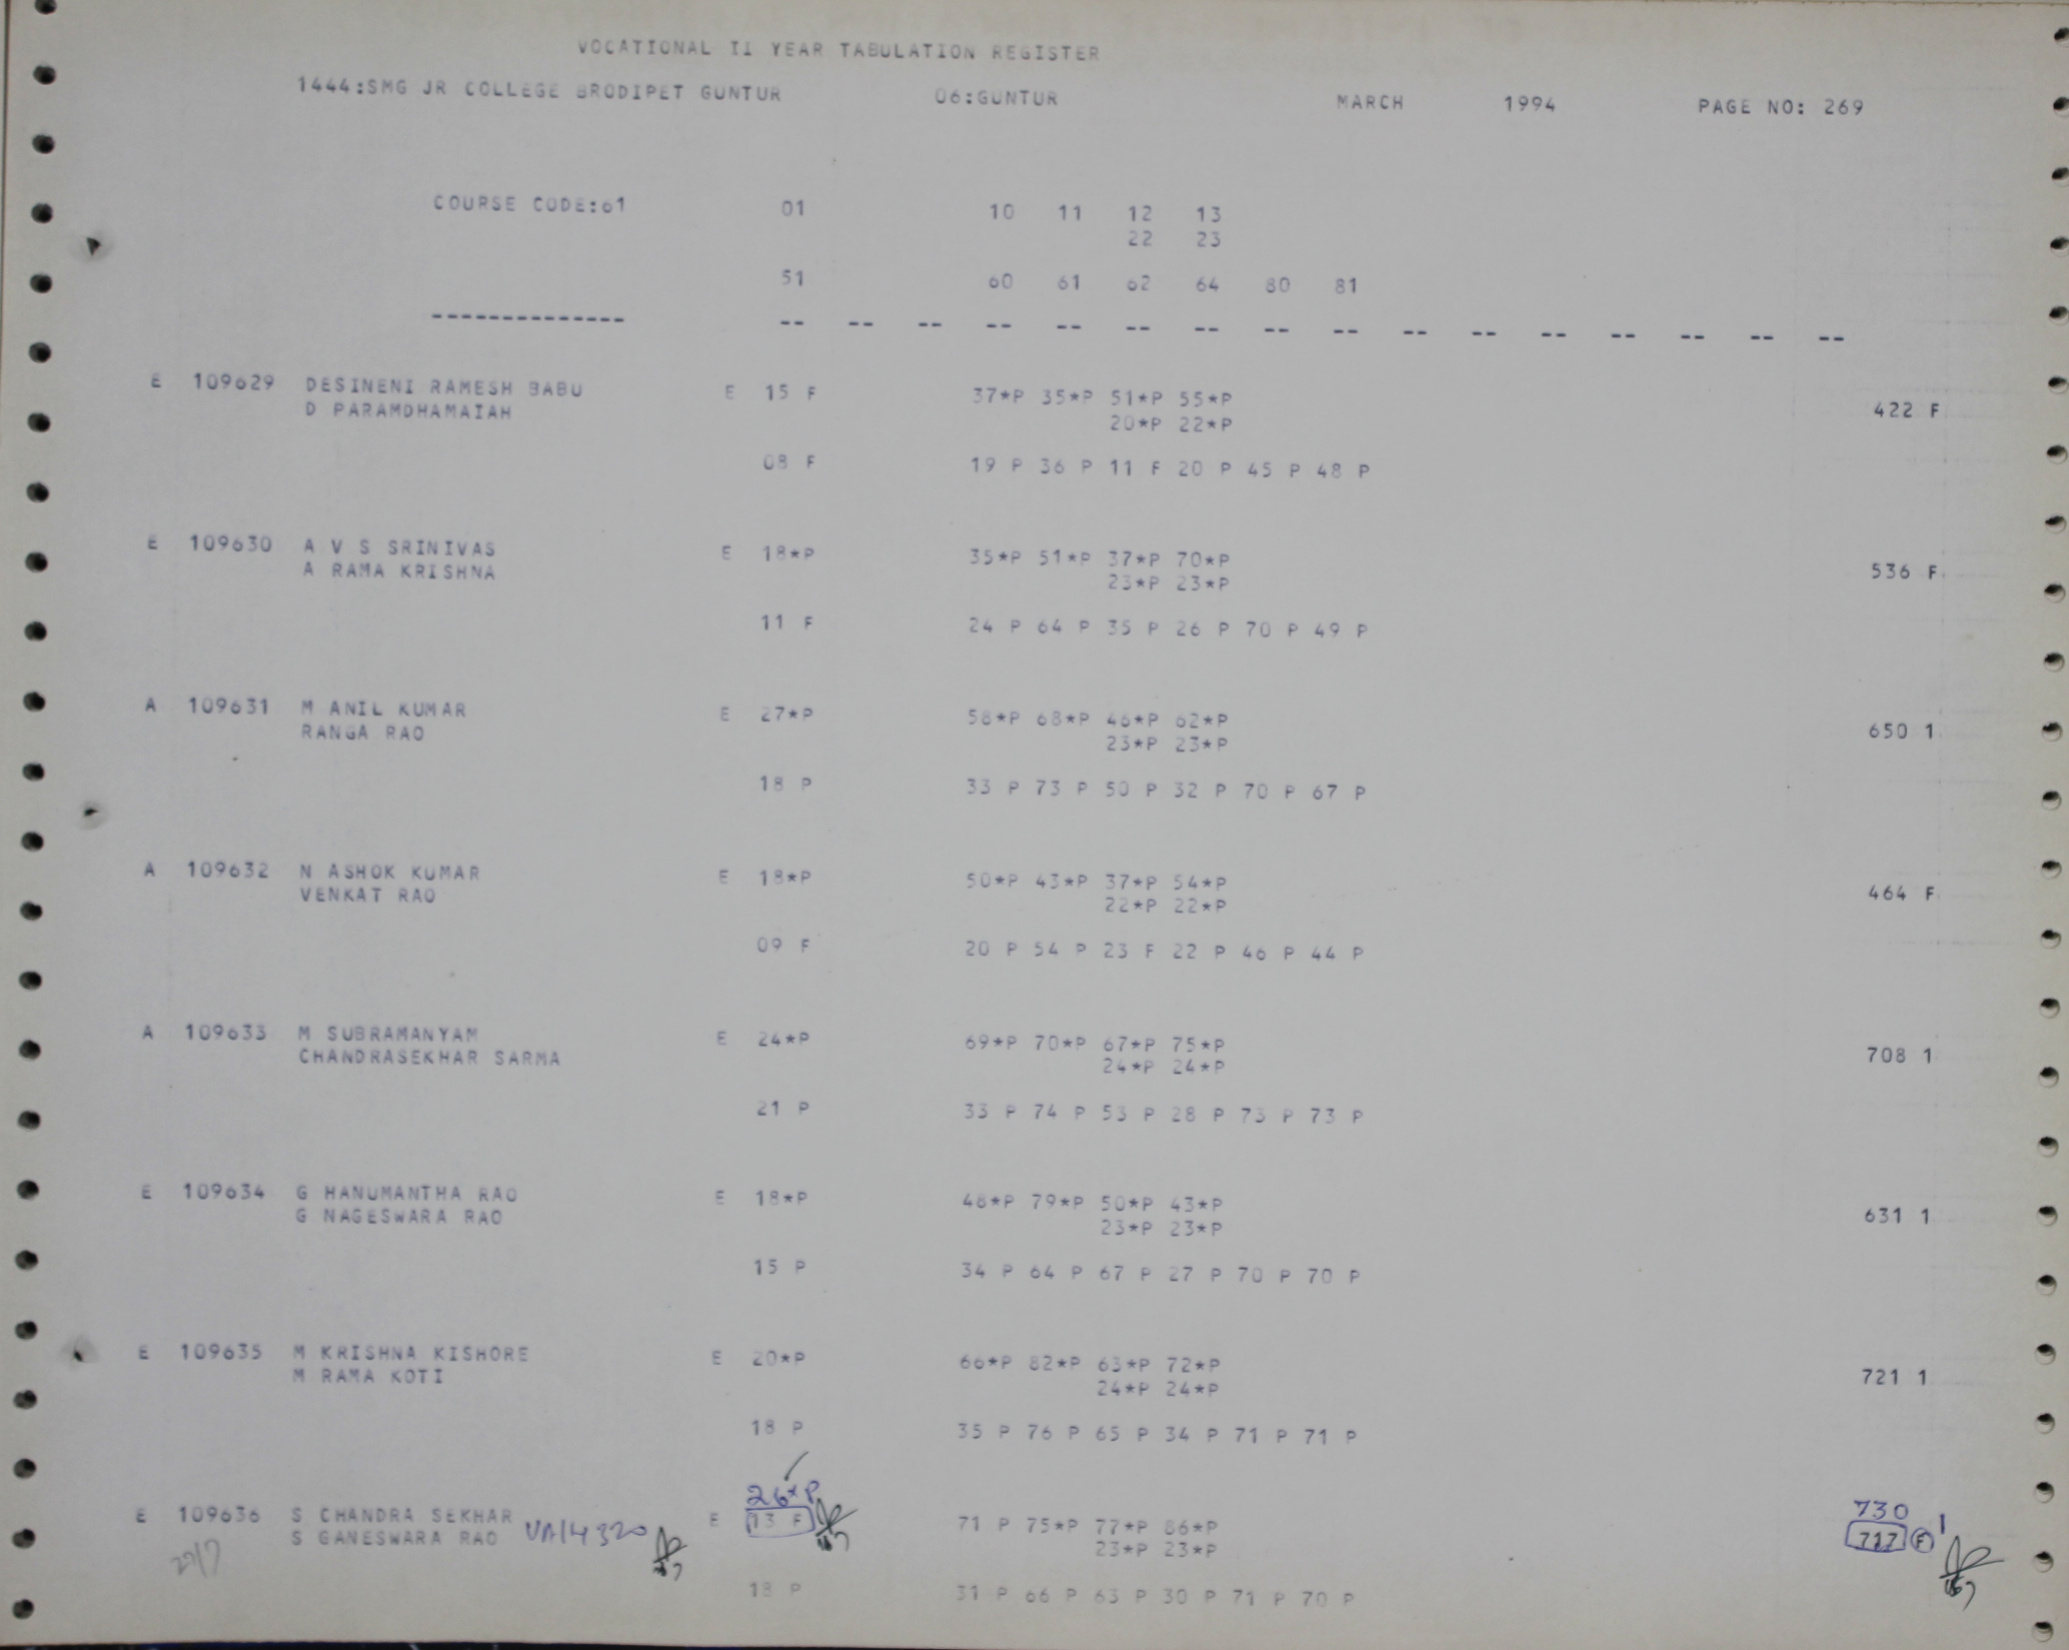 VOCATIONAL II YEAR TABULATION REGISTER
1444:SMG JR COLLEGE BRODIPET GUNTUR 06:GUNTUR MARCH 1994 PAGE NO: 269
COURSE CODE:61 01 10 11 12 13
22 23
51 60 61 62 64 80 81
-------------- -- -- -- -- -- -- -- -- -- -- -- -- -- -- -- --
E 109629 DESINENI RAMESH BABU E 15 F 37*P 35*P 51*P 55*P 422 F
D PARAMDHAMAIAH 20*P 22*P
08 F 19 P 36 P 11 F 20 P 45 P 48 P
E 109630 A V S SRINIVAS E 18*P 35*P 51*P 37*P 70*P 536 F
A RAMA KRISHNA 23*P 23*P
11 F 24 P 64 P 35 P 26 P 70 P 49 P
A 109631 M ANIL KUMAR E 27*P 58*P 68*P 46*P 62*P 650 1
RANGA RAO 23*P 23*P
18 P 33 P 73 P 50 P 32 P 70 P 67 P
A 109632 N ASHOK KUMAR E 18*P 50*P 43*P 37*P 54*P 464 F
VENKAT RAO 22*P 22*P
09 F 20 P 54 P 23 F 22 P 46 P 44 P
A 109633 M SUBRAMANYAM E 24*P 69*P 70*P 67*P 75*P 708 1
CHANDRASEKHAR SARMA 24*P 24*P
21 P 33 P 74 P 53 P 28 P 73 P 73 P
E 109634 G HANUMANTHA RAO E 18*P 48*P 79*P 50*P 43*P 631 1
G NAGESWARA RAO 23*P 23*P
15 P 34 P 64 P 67 P 27 P 70 P 70 P
E 109635 M KRISHNA KISHORE E 20*P 66*P 82*P 63*P 72*P 721 1
M RAMA KOTI 24*P 24*P
18 P 35 P 76 P 65 P 34 P 71 P 71 P
26*P 730 1
E 109636 S CHANDRA SEKHAR E 13 F 71 P 75*P 77*P 86*P 717 F
S GANESWARA RAO VA14320 23*P 23*P
27/7
18 P 31 P 66 P 63 P 30 P 71 P 70 P